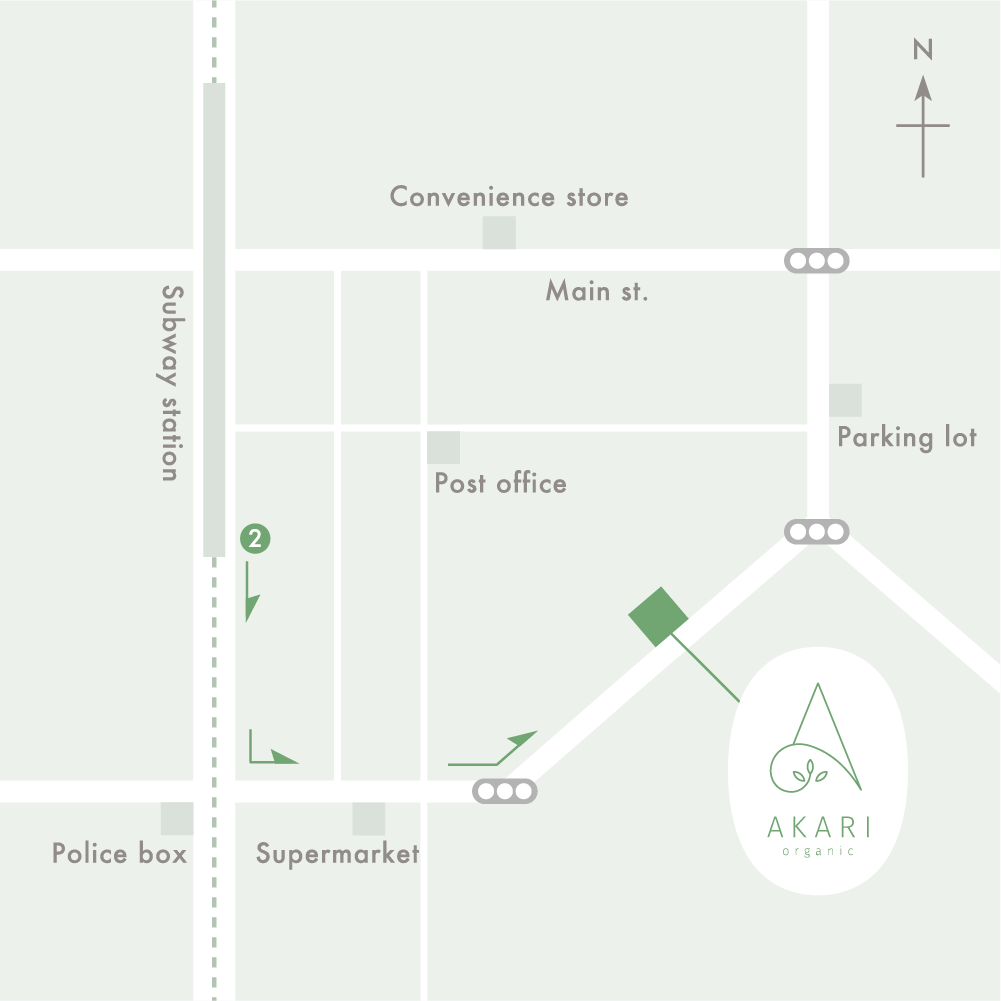 N
Convenience store
Main st.
Subway station
Parking lot
Post office
2
AKARI
organic
Police box
Supermarket